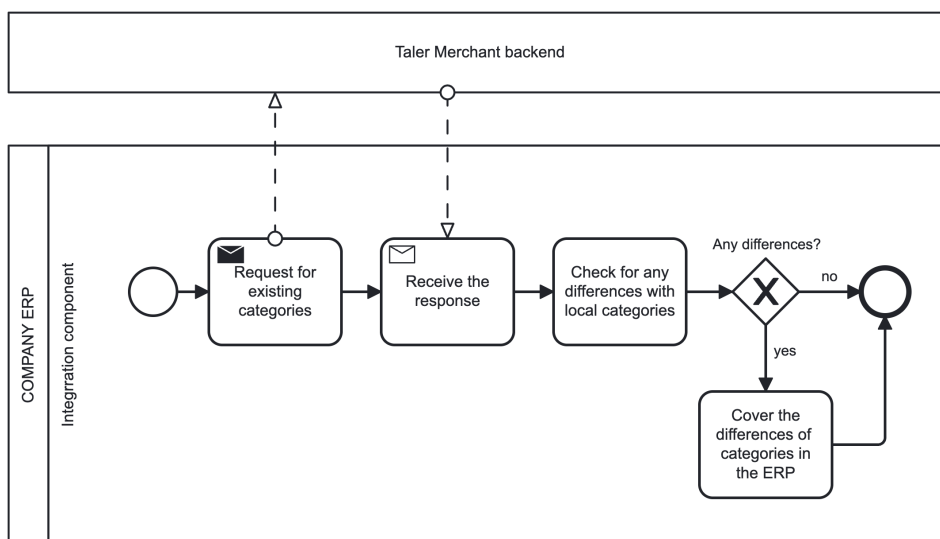 Taler Merchant backend
COMPANY ERP
Integrration component
Request for
existing
categories
Receive the
response
Check for any
differences with
local categories
Any differences?
no
yes
Cover the
differences of
categories in
the ERP